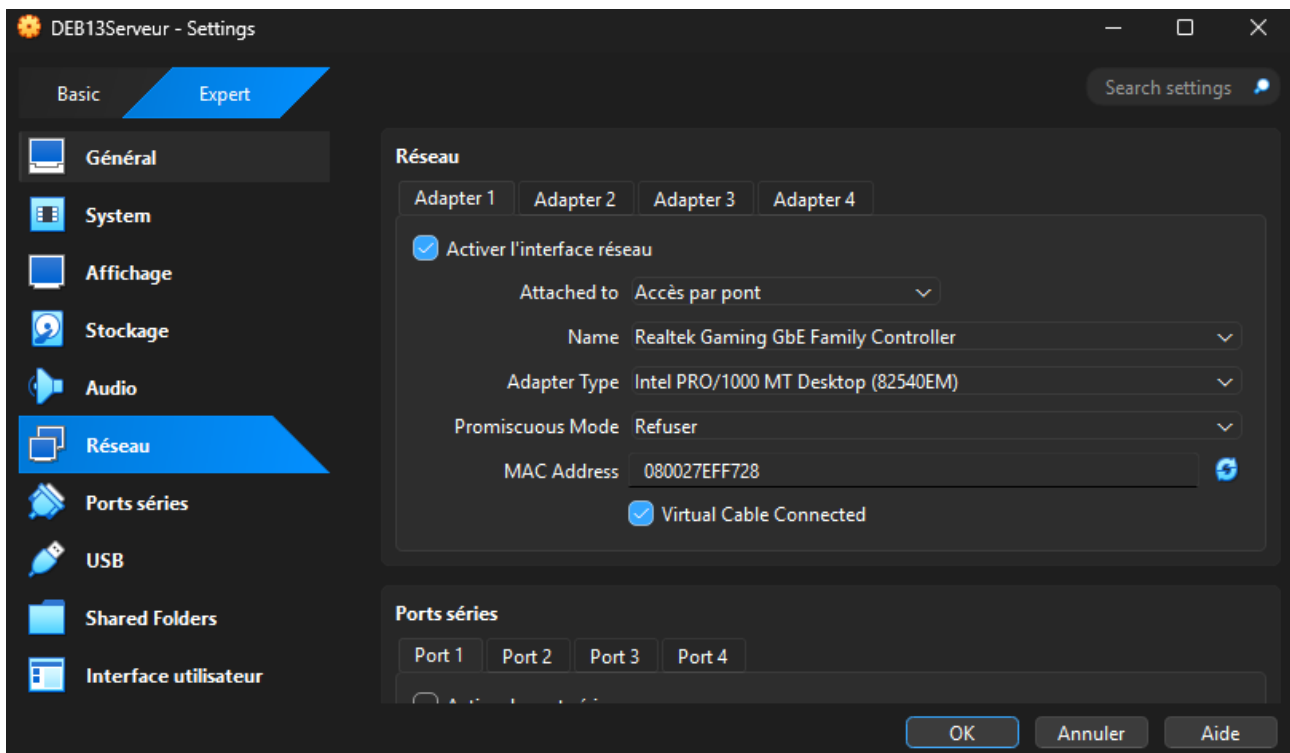 DEB13Serveur - Settings
Basic
Expert
Search settings
Général
System
Affichage
Stockage
Audio
Réseau
Ports séries
USB
Shared Folders
Interface utilisateur
Réseau
Adapter 1
Adapter 2
Adapter 3
Adapter 4
Activer l'interface réseau
Attached to Accès par pont
Name Realtek Gaming GbE Family Controller
Adapter Type Intel PRO/1000 MT Desktop (82540EM)
Promiscuous Mode Refuser
MAC Address 080027EFF728
Virtual Cable Connected
Ports séries
Port 1
Port 2
Port 3
Port 4
OK
Annuler
Aide